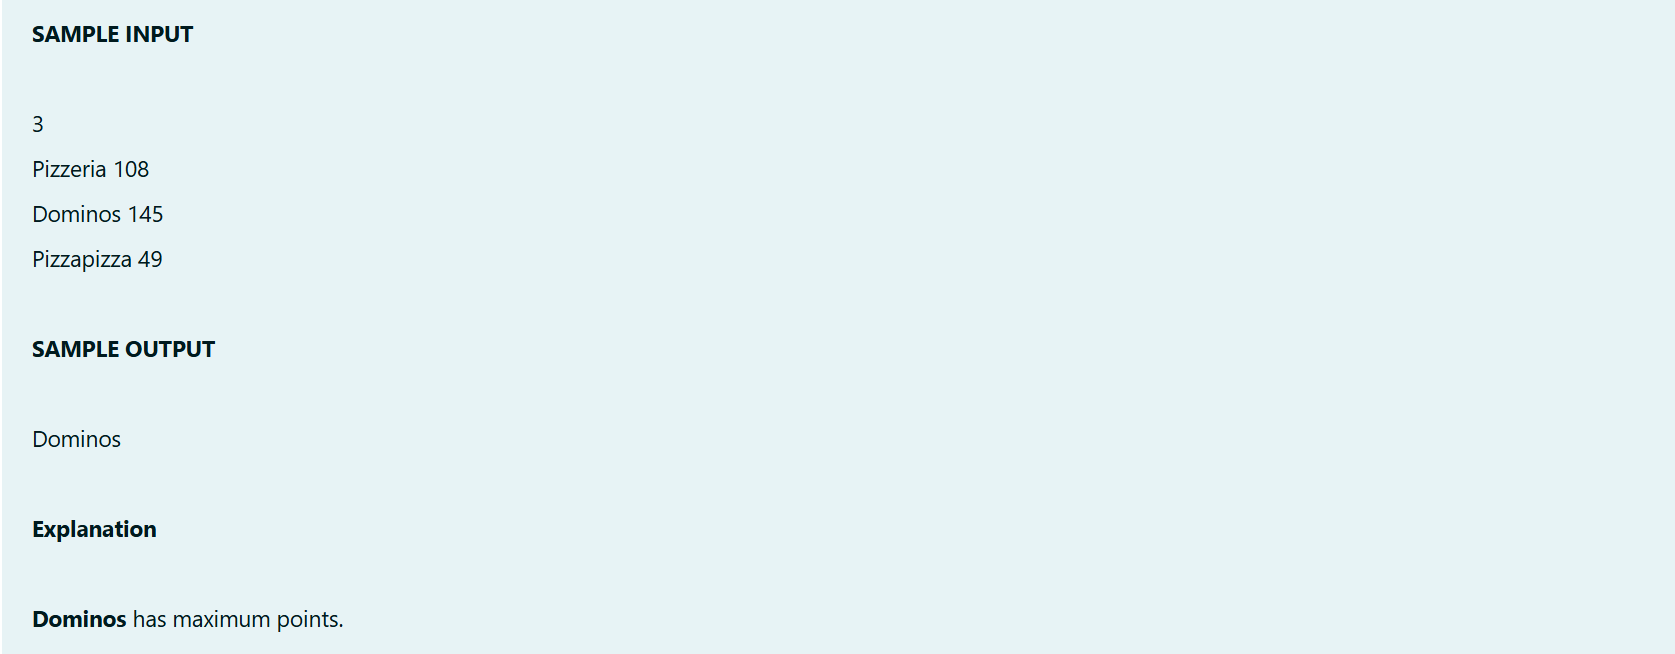 SAMPLE INPUT
3
Pizzeria 108
Dominos 145
Pizzapizza 49
SAMPLE OUTPUT
Dominos
Explanation
Dominos has maximum points.